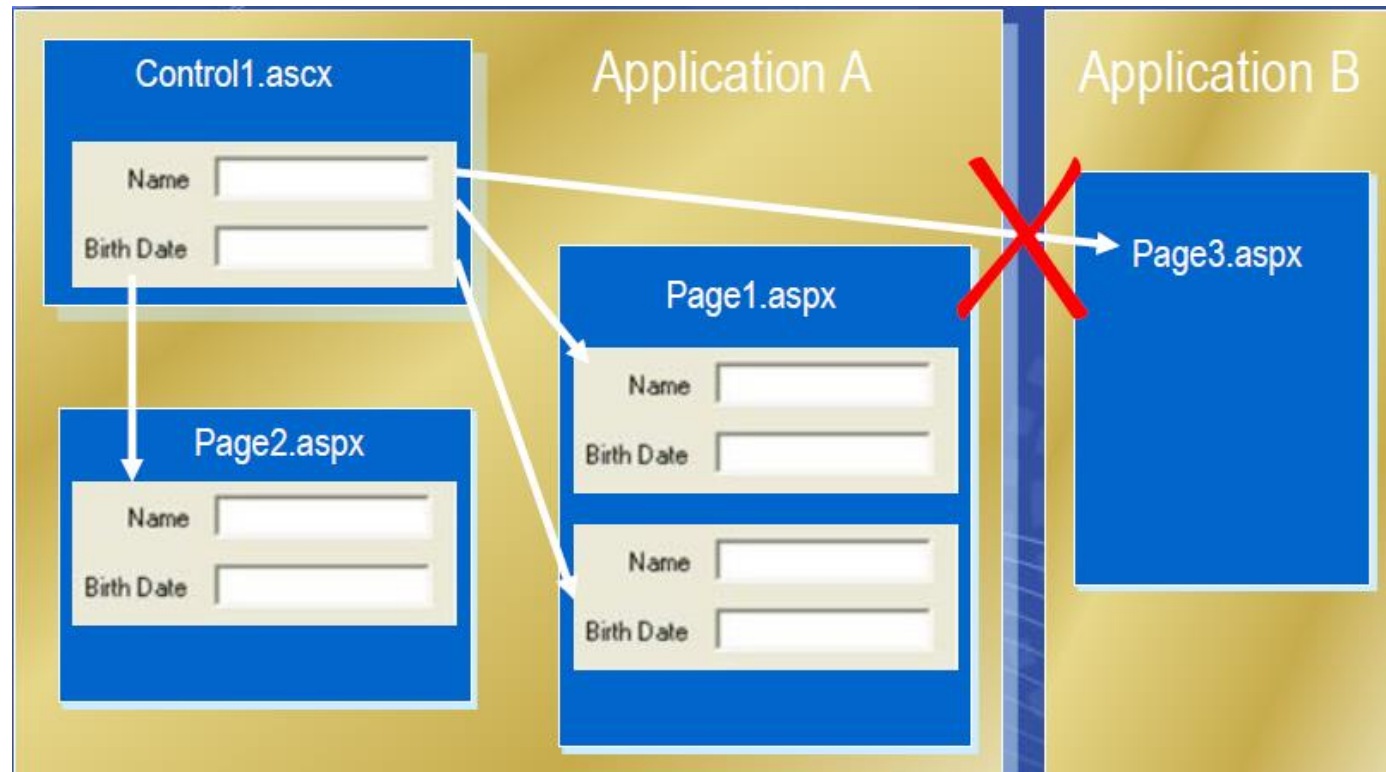 Control1.ascx
Name
Birth Date
Application A
Application B
Page1.aspx
Name
Birth Date
Name
Birth Date
Page2.aspx
Name
Birth Date
Page3.aspx